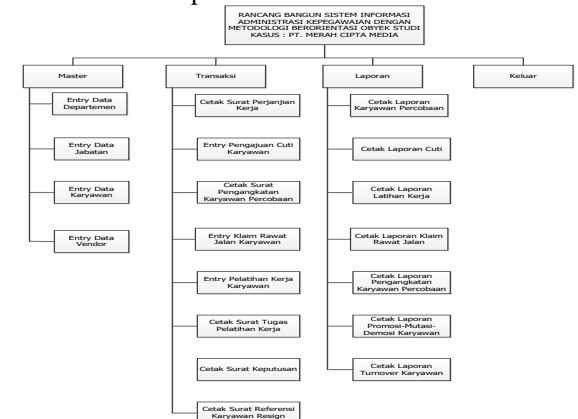 RANCANG BANGUN SISTEM INFORMASI
ADMINISTRASI KEPEGAWAIAN DENGAN
METODOLOGI BERORIENTASI OBYEK STUDI
KASUS : PT. MERAH CIPTA MEDIA
Master
Transaksi
Laporan
Keluar
Entry Data
Departemen
Entry Data
Jabatan
Entry Data
Karyawan
Entry Data
Vendor
Cetak Surat Perjanjian
Kerja
Entry Pengajuan Cuti
Karyawan
Cetak Surat
Pengangkatan
Karyawan Percobaan
Entry Klaim Rawat
Jalan Karyawan
Entry Pelatihan Kerja
Karyawan
Cetak Surat Tugas
Pelatihan Kerja
Cetak Surat Keputusan
Cetak Surat Referensi
Karyawan Resign
Cetak Laporan
Karyawan Percobaan
Cetak Laporan Cuti
Cetak Laporan
Latihan Kerja
Cetak Laporan Klaim
Rawat Jalan
Cetak Laporan
Pengangkatan
Karyawan Percobaan
Cetak Laporan
Promosi-Mutasi-
Demosi Karyawan
Cetak Laporan
Turnover Karyawan